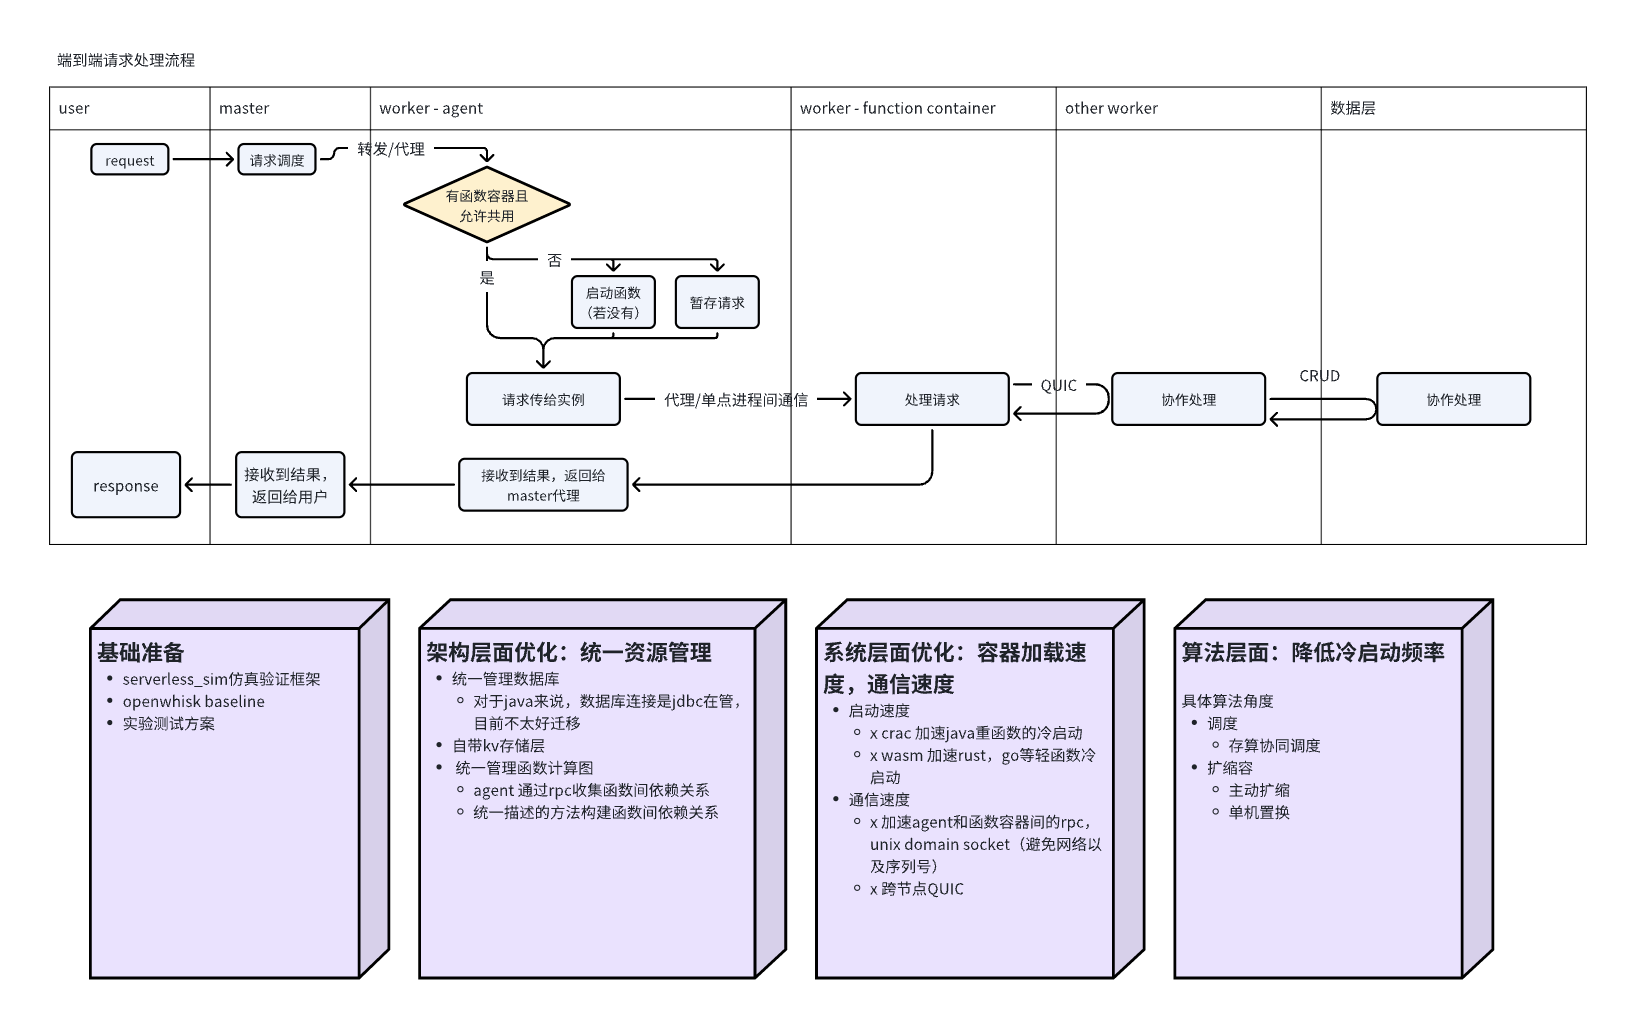 端到端请求处理流程
user
master
worker - agent
worker - function container
other worker
数据层
request
请求调度
转发/代理
有函数容器且
允许共用
否
是
启动函数
（若没有）
暂存请求
请求传给实例
代理/单点进程间通信
处理请求
QUIC
协作处理
CRUD
协作处理
response
接收到结果，
返回给用户
接收到结果，返回给
master代理
基础准备
serverless_sim仿真验证框架
openwhisk baseline
实验测试方案
架构层面优化：统一资源管理
统一管理数据库
对于java来说，数据库连接是jdbc在管，
目前不太好迁移
自带kv存储层
统一管理函数计算图
agent 通过rpc收集函数间依赖关系
统一描述的方法构建函数间依赖关系
系统层面优化：容器加载速
度，通信速度
启动速度
x crac 加速java重函数的冷启动
x wasm 加速rust，go等轻函数冷
启动
通信速度
x 加速agent和函数容器间的rpc，
unix domain socket（避免网络以
及序列号）
x 跨节点QUIC
算法层面：降低冷启动频率
具体算法角度
调度
存算协同调度
扩缩容
主动扩缩
单机置换